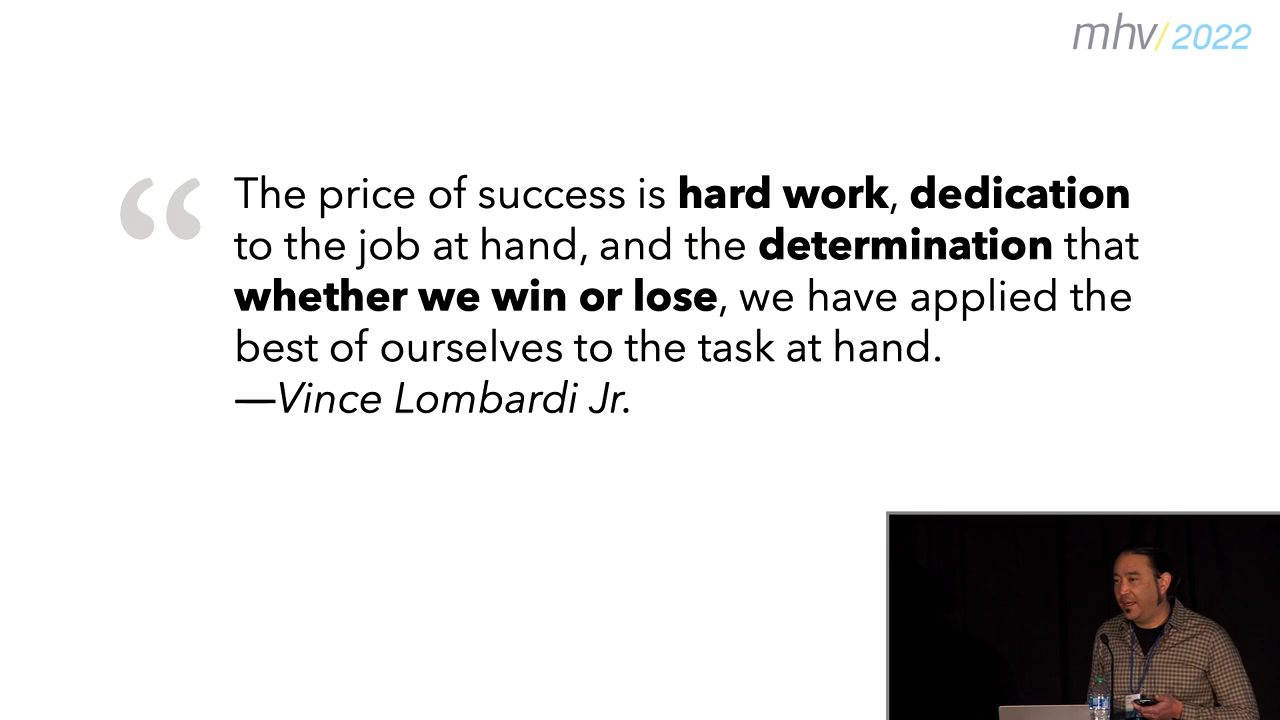 mhv/2022
“The price of success is hard work, dedication
to the job at hand, and the determination that
whether we win or lose, we have applied the
best of ourselves to the task at hand.
—Vince Lombardi Jr.